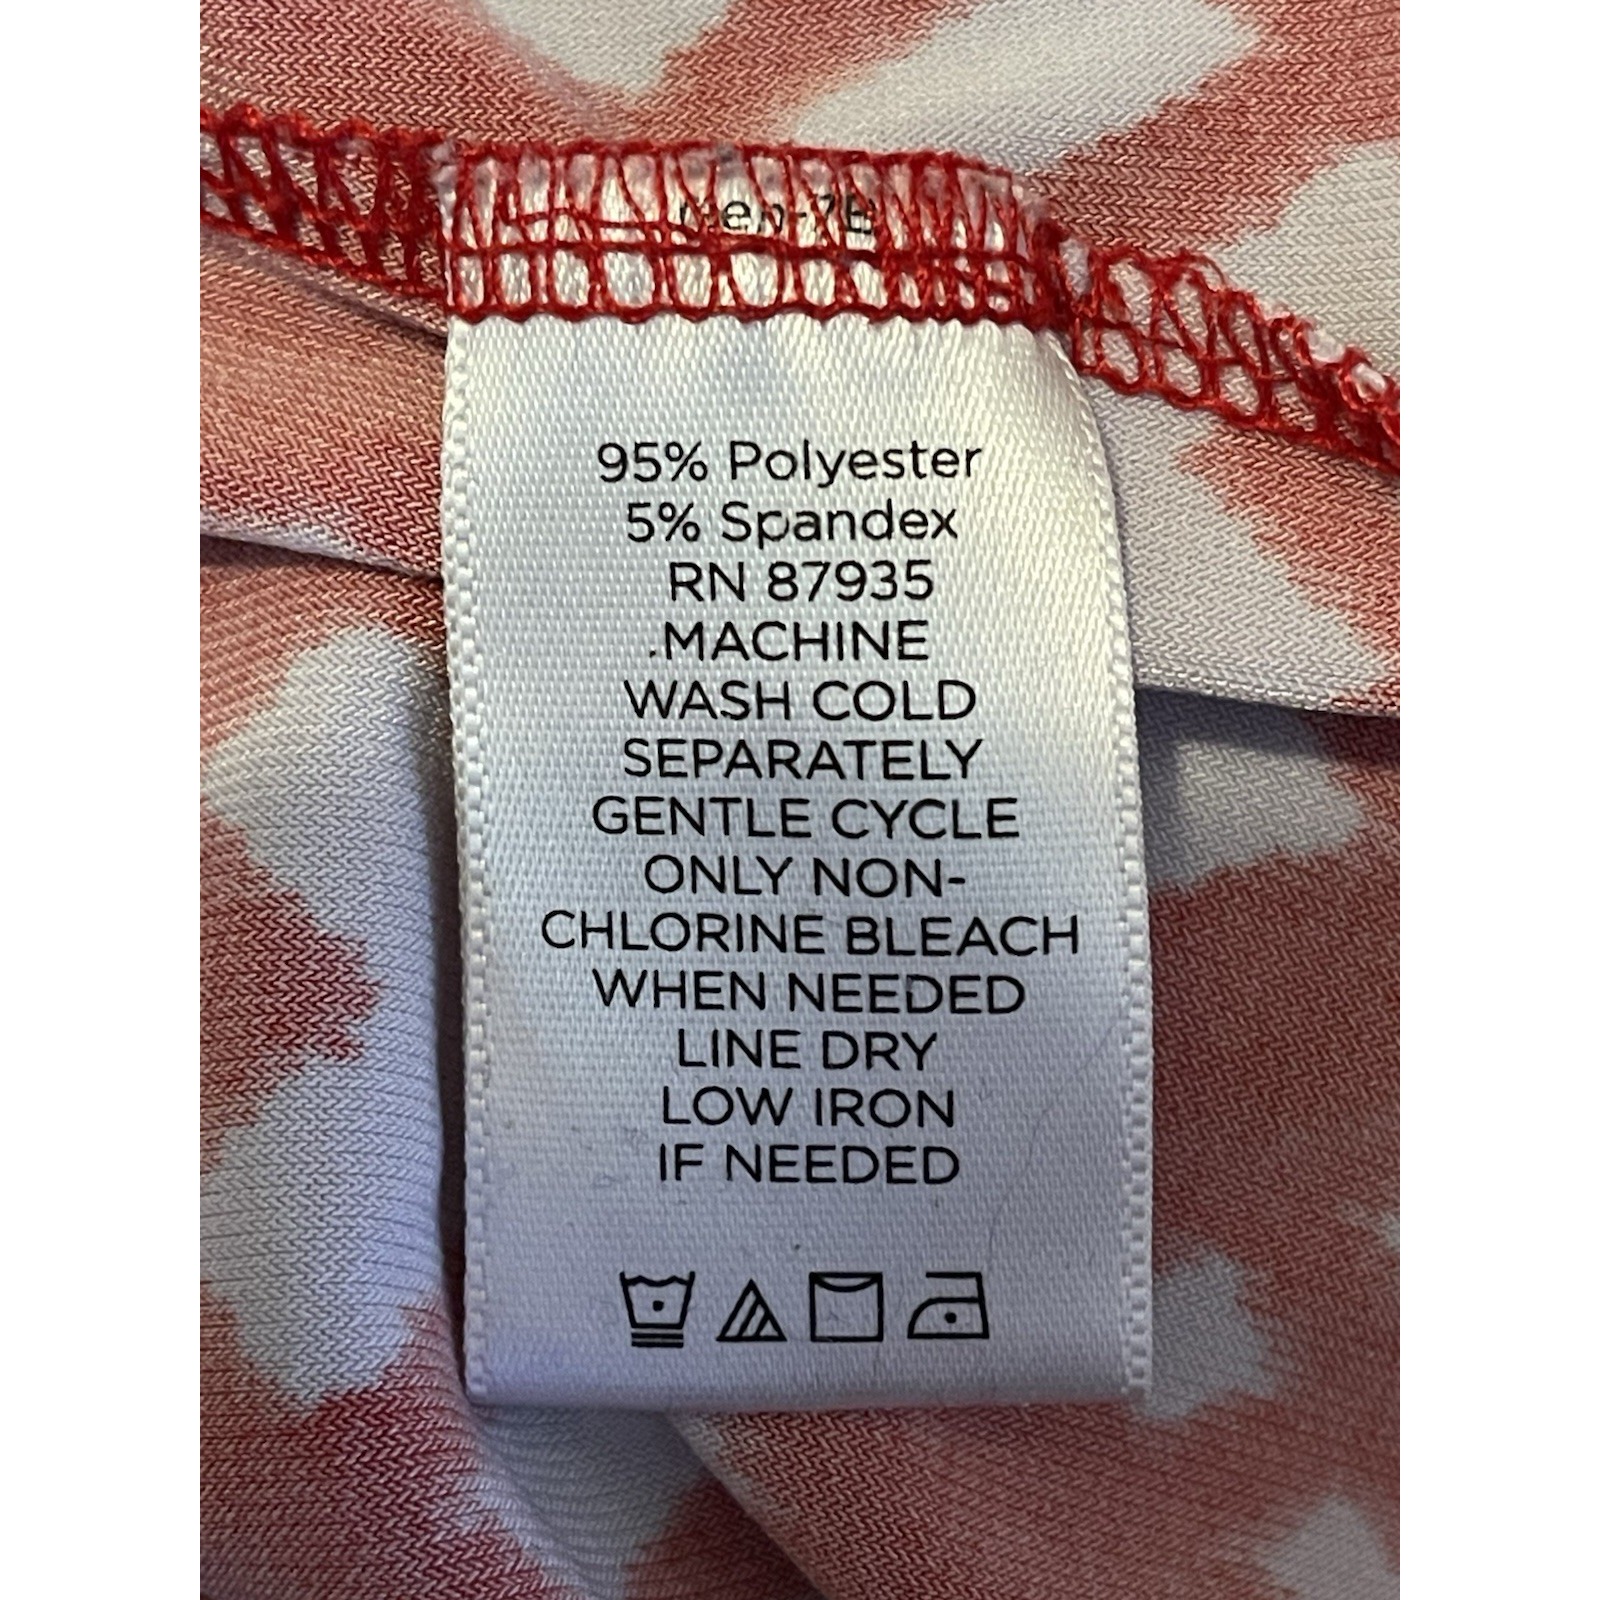 95% Polyester
5% Spandex
RN 87935
.MACHINE
WASH COLD
SEPARATELY
GENTLE CYCLE
ONLY NON-
CHLORINE BLEACH
WHEN NEEDED
LINE DRY
LOW IRON
IF NEEDED